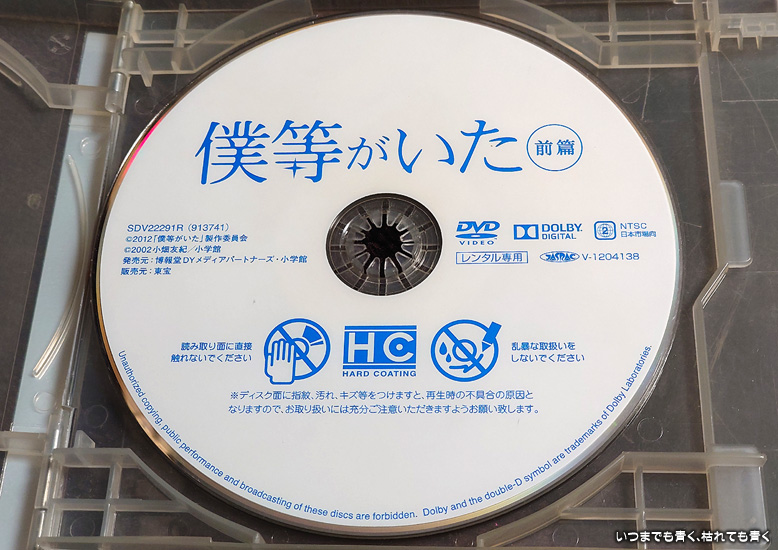 僕等がいた 前篇
SDV22291R (913741)
©2012「僕等がいた」製作委員会
©2002 小畑友紀／小学館
発売元：博報堂DYメディアパートナーズ・小学館
販売元：東宝
DVD VIDEO
DOLBY DIGITAL
2
NTSC 日本市場向
レンタル専用
JASRAC V-1204138
読み取り面に直接
触れないでください
HC
HARD COATING
乱暴な取扱いを
しないでください
※ディスク面に指紋、汚れ、キズ等をつけますと、再生時の不具合の原因と
なりますので、お取り扱いには充分ご注意いただきますようお願い致します。
Unauthorized copying, public performance and broadcasting of these discs are forbidden. Dolby and the double-D symbol are trademarks of Dolby Laboratories.
いつまでも青く、枯れても青く